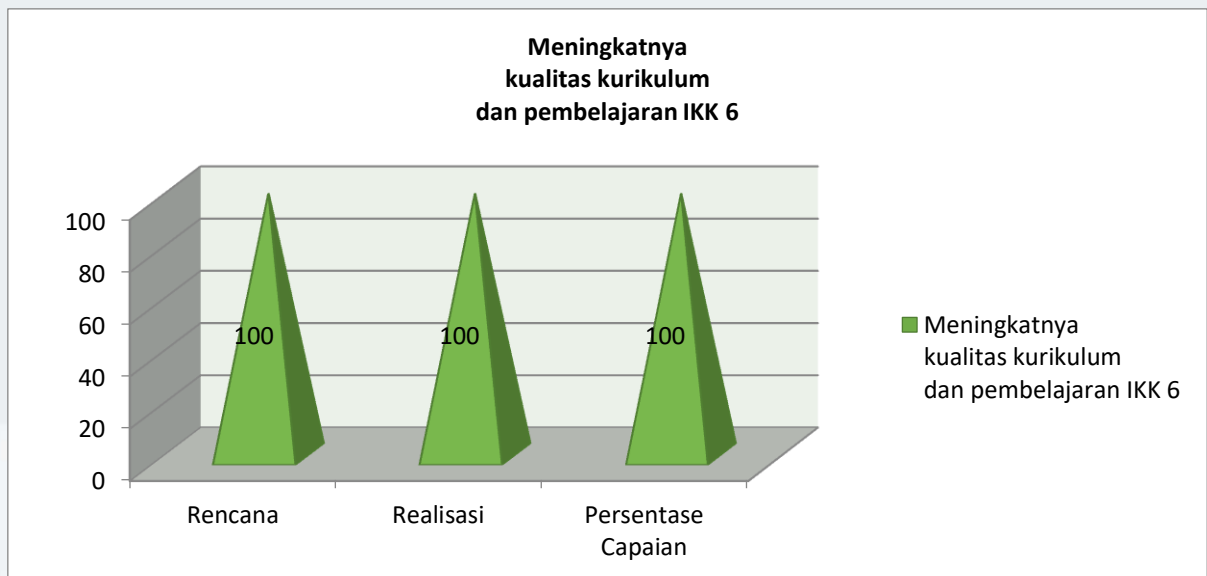 Meningkatnya
kualitas kurikulum
dan pembelajaran IKK 6
100
80
60
40
20
0
100
100
100
Rencana
Realisasi
Persentase
Capaian
Meningkatnya
kualitas kurikulum
dan pembelajaran IKK 6